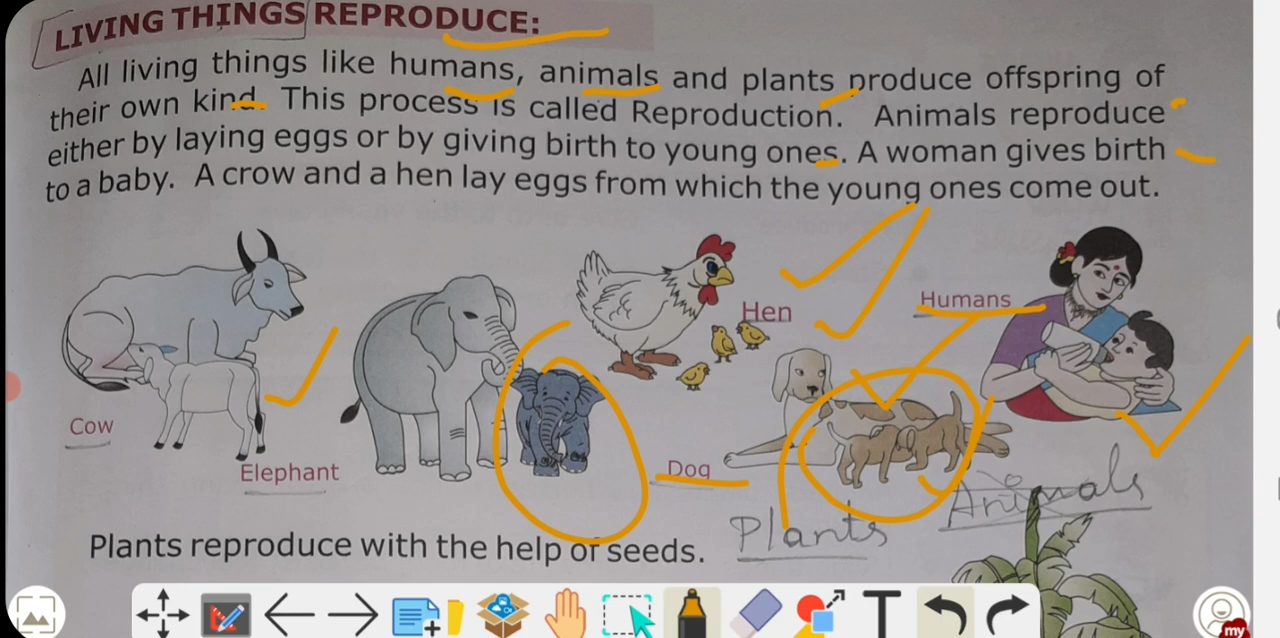 LIVING THINGS REPRODUCE:
All living things like humans, animals and plants produce offspring of
their own kind. This process is called Reproduction. Animals reproduce
either by laying eggs or by giving birth to young ones. A woman gives birth
to a baby. A crow and a hen lay eggs from which the young ones come out.
Hen
Humans
Cow
Elephant
Dog
Animals
Plants
Plants reproduce with the help of seeds.
T
my